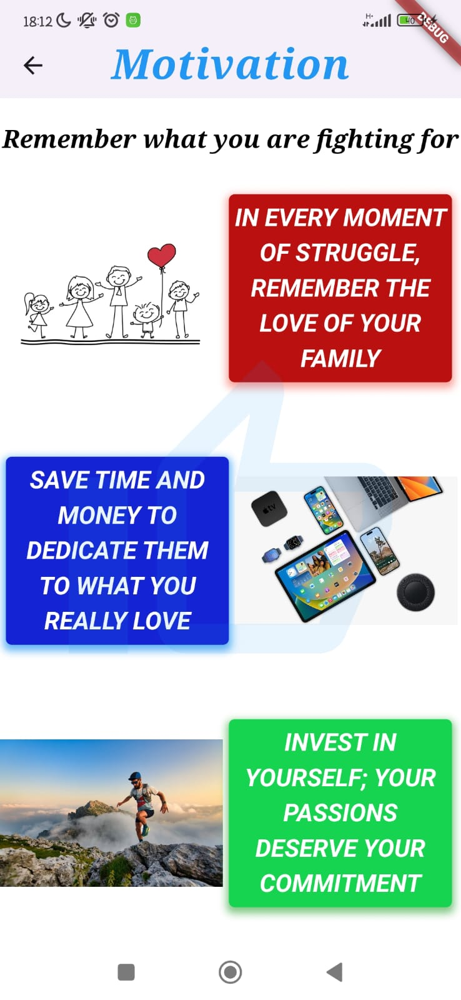 18:12
H+
40
DEBUG
Motivation
Remember what you are fighting for
IN EVERY MOMENT
OF STRUGGLE,
REMEMBER THE
LOVE OF YOUR
FAMILY
SAVE TIME AND
MONEY TO
DEDICATE THEM
TO WHAT YOU
REALLY LOVE
tv
INVEST IN
YOURSELF; YOUR
PASSIONS
DESERVE YOUR
COMMITMENT